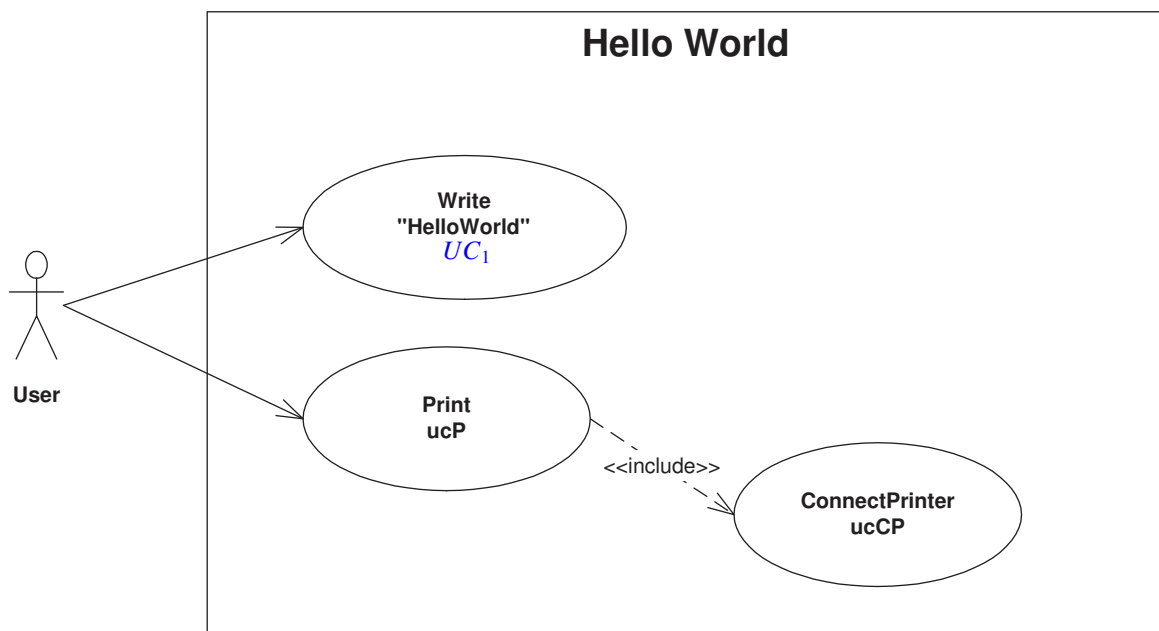 Hello World
Write
"HelloWorld"
UC₁
User
Print
ucP
<<include>>
ConnectPrinter
ucCP